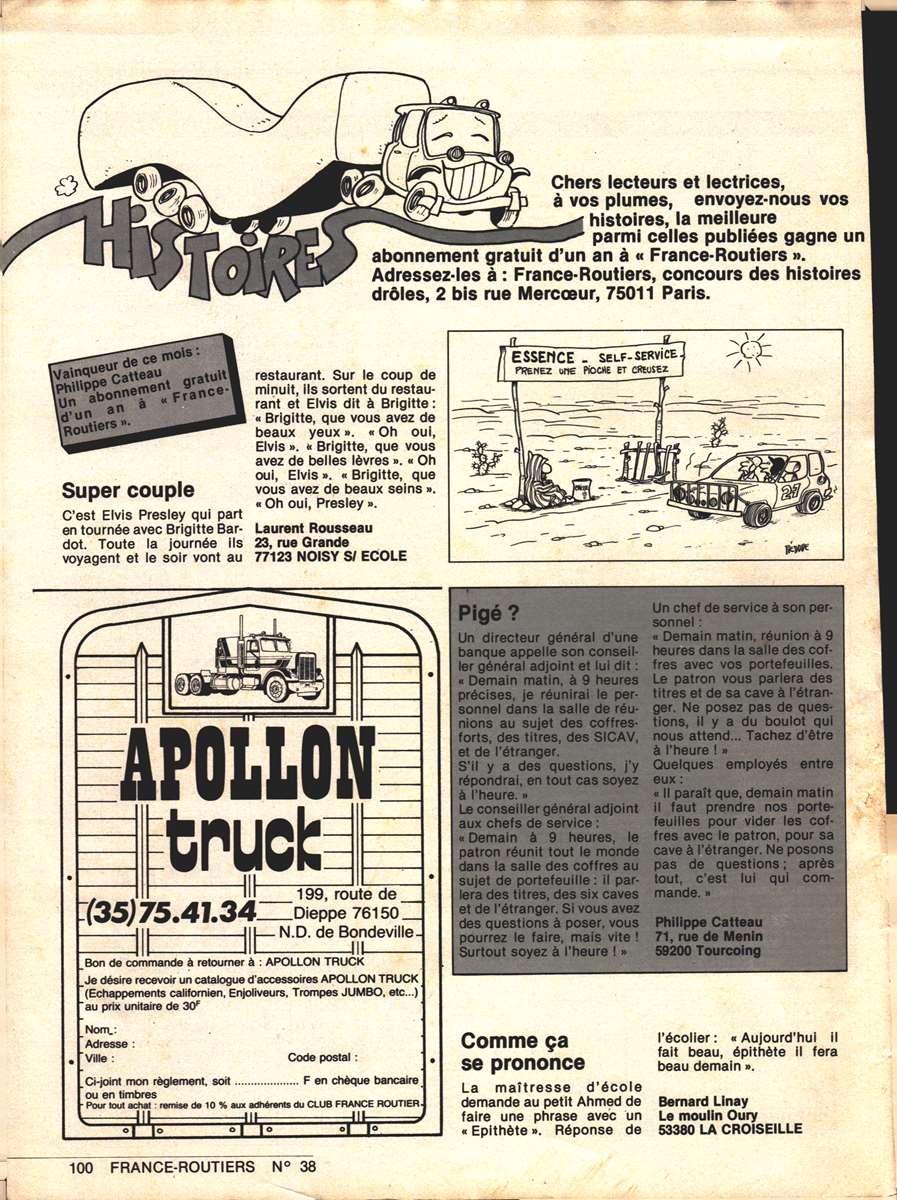 HISTOIRES
Chers lecteurs et lectrices,
à vos plumes, envoyez-nous vos
histoires, la meilleure
parmi celles publiées gagne un
abonnement gratuit d'un an à « France-Routiers ».
Adressez-les à : France-Routiers, concours des histoires
drôles, 2 bis rue Mercœur, 75011 Paris.
Vainqueur de ce mois :
Philippe Catteau
Un abonnement gratuit
d'un an à « France-
Routiers ».
Super couple
C'est Elvis Presley qui part
en tournée avec Brigitte Bar-
dot. Toute la journée ils
voyagent et le soir vont au
restaurant. Sur le coup de
minuit, ils sortent du restau-
rant et Elvis dit à Brigitte :
« Brigitte, que vous avez de
beaux yeux ». « Oh oui,
Elvis ». « Brigitte, que vous
avez de belles lèvres ». « Oh
oui, Elvis ». « Brigitte, que
vous avez de beaux seins ».
« Oh oui, Presley ».
Laurent Rousseau
23, rue Grande
77123 NOISY S/ ECOLE
ESSENCE - SELF-SERVICE
PRENEZ UNE PIOCHE ET CREUSEZ
21
APOLLON
truck
(35) 75.41.34
199, route de
Dieppe 76150
N.D. de Bondeville
Bon de commande à retourner à : APOLLON TRUCK
Je désire recevoir un catalogue d'accessoires APOLLON TRUCK
(Echappements californien, Enjoliveurs, Trompes JUMBO, etc...)
au prix unitaire de 30F
Nom :
Adresse :
Ville : Code postal :
Ci-joint mon règlement, soit .................... F en chèque bancaire
ou en timbres
Pour tout achat : remise de 10 % aux adhérents du CLUB FRANCE ROUTIER
Pigé ?
Un directeur général d'une
banque appelle son conseil-
ler général adjoint et lui dit :
« Demain matin, à 9 heures
précises, je réunirai le per-
sonnel dans la salle de réu-
nions au sujet des coffres-
forts, des titres, des SICAV,
et de l'étranger.
S'il y a des questions, j'y
répondrai, en tout cas soyez
à l'heure. »
Le conseiller général adjoint
aux chefs de service :
« Demain à 9 heures, le
patron réunit tout le monde
dans la salle des coffres au
sujet de portefeuille : il par-
lera des titres, des six caves
et de l'étranger. Si vous avez
des questions à poser, vous
pourrez le faire, mais vite !
Surtout soyez à l'heure ! »
Un chef de service à son per-
sonnel :
« Demain matin, réunion à 9
heures dans la salle des cof-
fres avec vos portefeuilles.
Le patron vous parlera des
titres et de sa cave à l'étran-
ger. Ne posez pas de ques-
tions, il y a du boulot qui
nous attend... Tachez d'être
à l'heure ! »
Quelques employés entre
eux :
« Il paraît que, demain matin
il faut prendre nos porte-
feuilles pour vider les cof-
fres avec le patron, pour sa
cave à l'étranger. Ne posons
pas de questions ; après
tout, c'est lui qui com-
mande. »
Philippe Catteau
71, rue de Menin
59200 Tourcoing
Comme ça
se prononce
La maîtresse d'école
demande au petit Ahmed de
faire une phrase avec un
« Epithète ». Réponse de
l'écolier : « Aujourd'hui il
fait beau, épithète il fera
beau demain ».
Bernard Linay
Le moulin Oury
53380 LA CROISEILLE
100 FRANCE-ROUTIERS N° 38